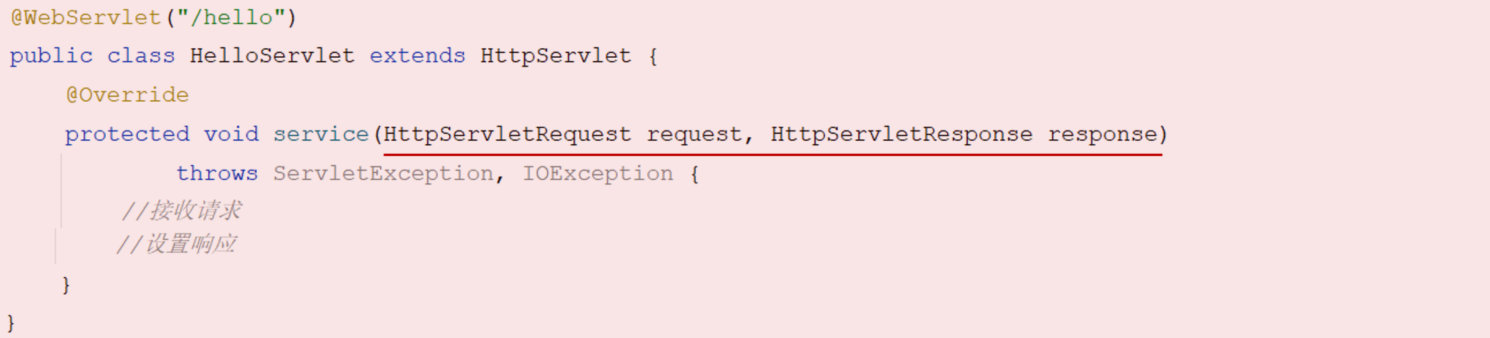 @WebServlet("/hello")
public class HelloServlet extends HttpServlet {
@Override
protected void service(HttpServletRequest request, HttpServletResponse response)
throws ServletException, IOException {
//接收请求
//设置响应
}
}